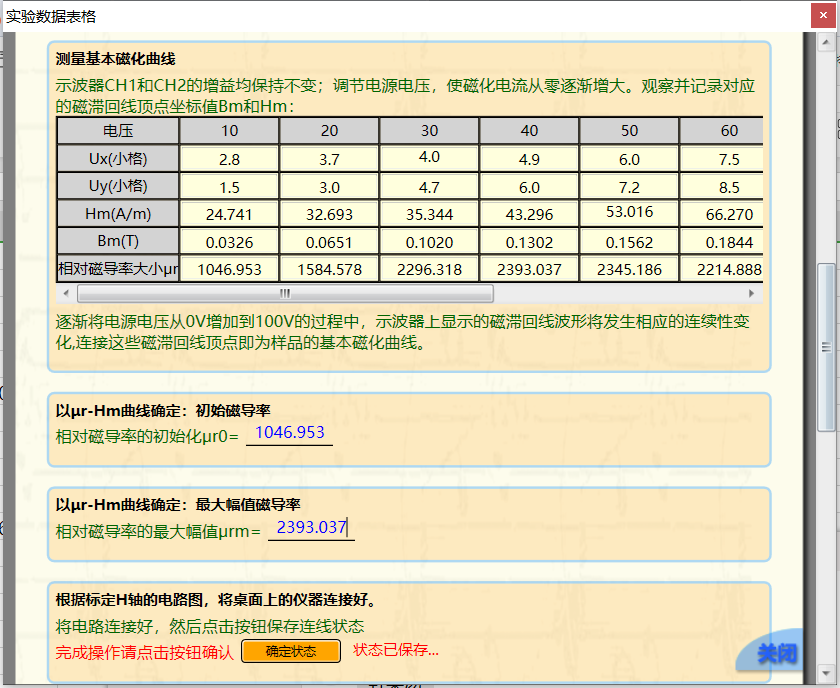 实验数据表格
测量基本磁化曲线
示波器CH1和CH2的增益均保持不变；调节电源电压，使磁化电流从零逐渐增大。观察并记录对应
的磁滞回线顶点坐标值Bm和Hm：
电压 10 20 30 40 50 60
Ux(小格) 2.8 3.7 4.0 4.9 6.0 7.5
Uy(小格) 1.5 3.0 4.7 6.0 7.2 8.5
Hm(A/m) 24.741 32.693 35.344 43.296 53.016 66.270
Bm(T) 0.0326 0.0651 0.1020 0.1302 0.1562 0.1844
相对磁导率大小μr 1046.953 1584.578 2296.318 2393.037 2345.186 2214.888
逐渐将电源电压从0V增加到100V的过程中，示波器上显示的磁滞回线波形将发生相应的连续性变
化,连接这些磁滞回线顶点即为样品的基本磁化曲线。
以μr-Hm曲线确定：初始磁导率
相对磁导率的初始化μr0= 1046.953
以μr-Hm曲线确定：最大幅值磁导率
相对磁导率的最大幅值μrm= 2393.037
根据标定H轴的电路图，将桌面上的仪器连接好。
将电路连接好，然后点击按钮保存连线状态
完成操作请点击按钮确认 确定状态 状态已保存...
关闭